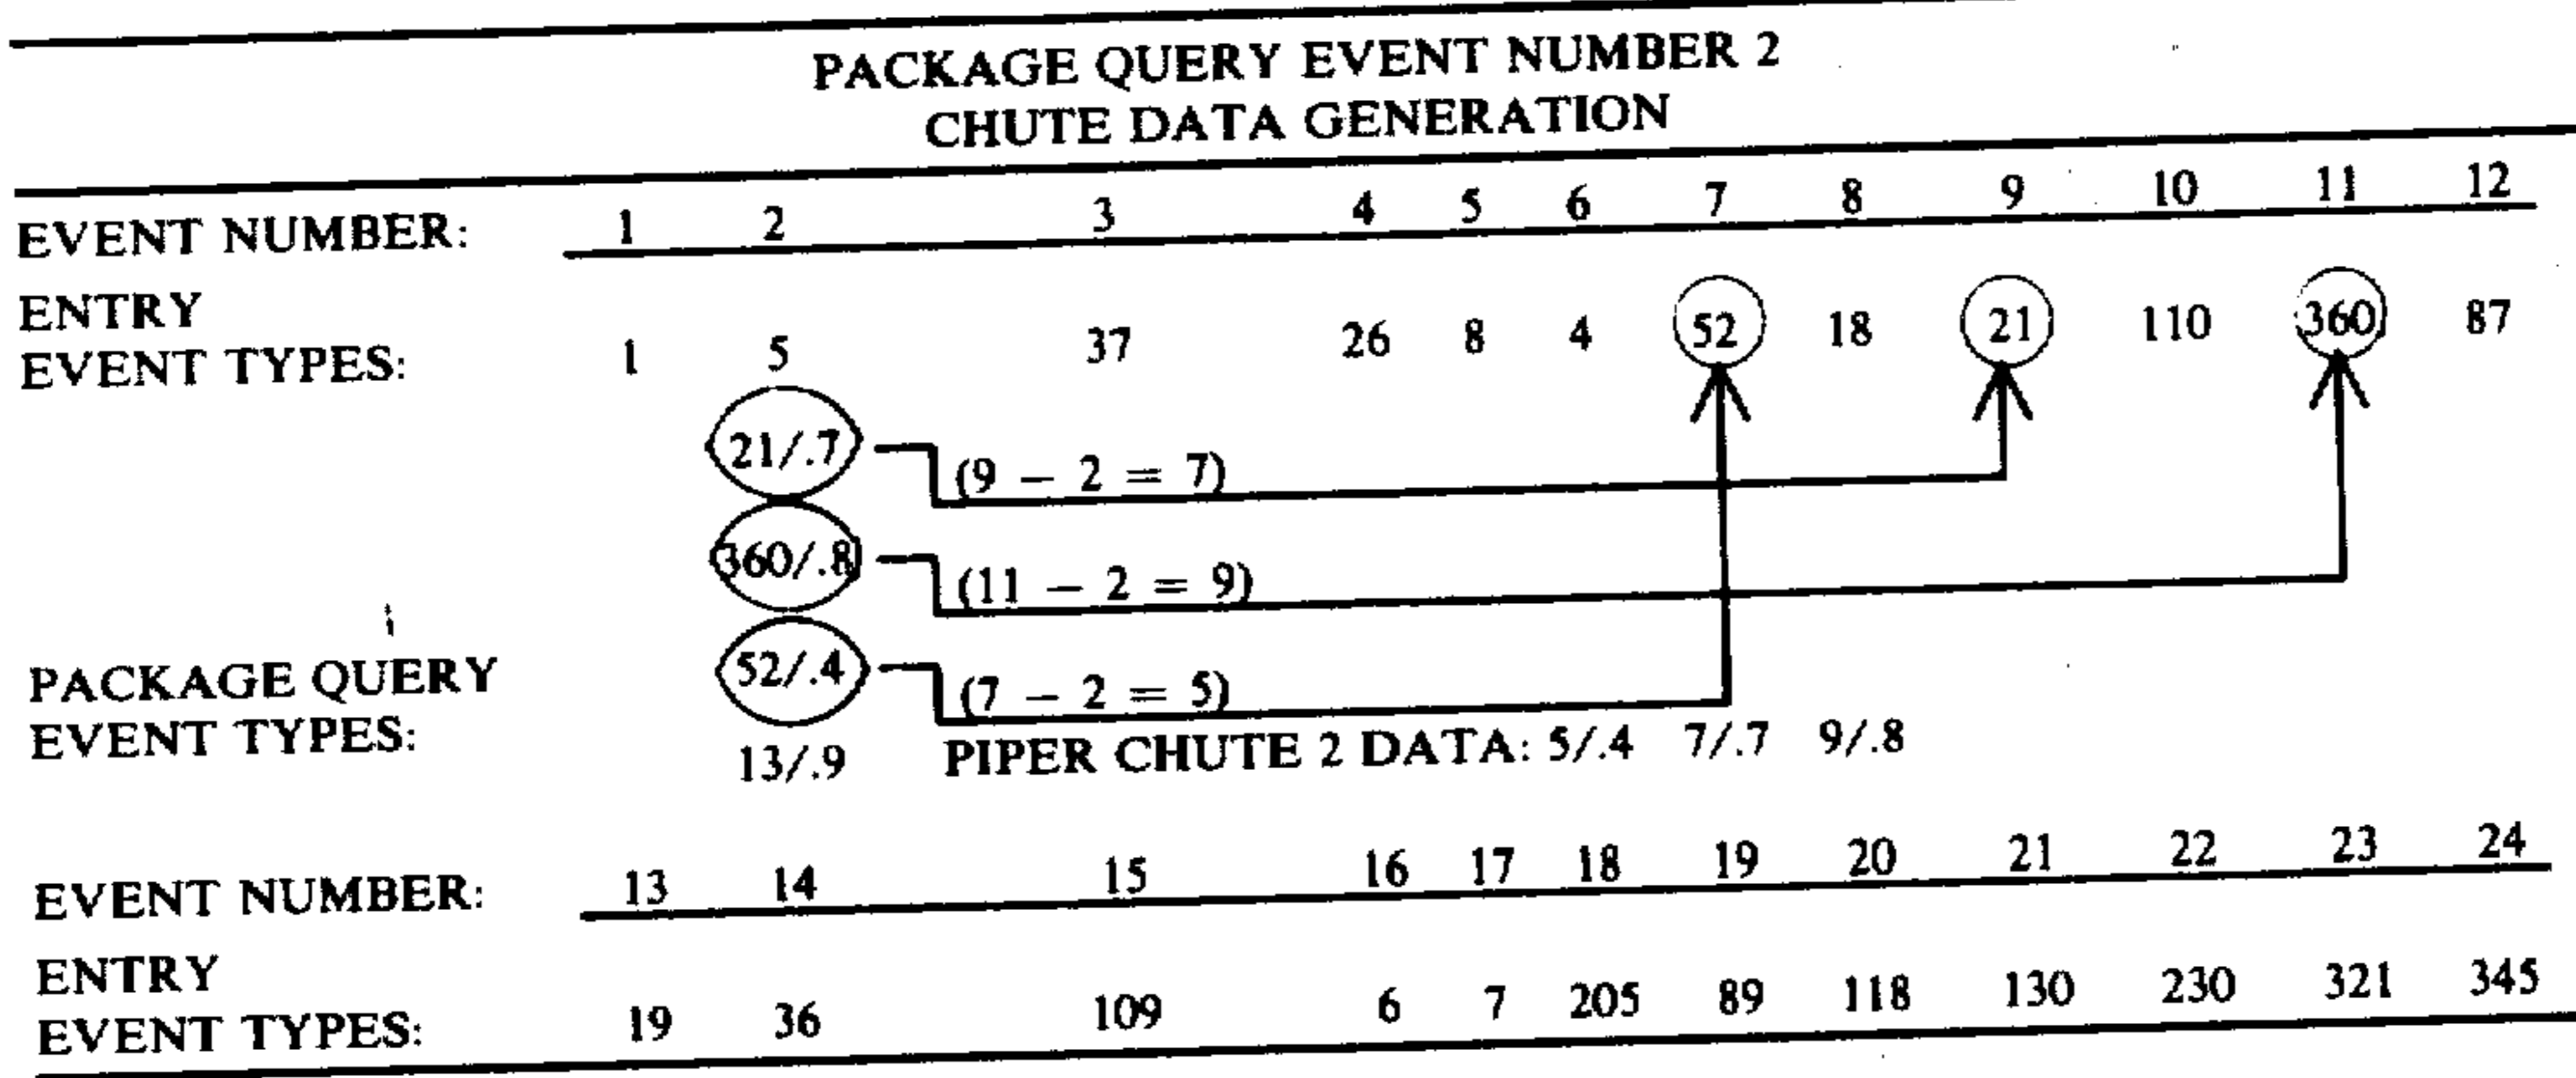 PACKAGE QUERY EVENT NUMBER 2
CHUTE DATA GENERATION
EVENT NUMBER: 1 2 3 4 5 6 7 8 9 10 11 12
ENTRY
EVENT TYPES: 1 5 37 26 8 4 52 18 21 110 360 87
21/.7 (9 − 2 = 7)
360/.8 (11 − 2 = 9)
52/.4 (7 − 2 = 5)
PACKAGE QUERY
EVENT TYPES: 13/.9 PIPER CHUTE 2 DATA: 5/.4 7/.7 9/.8
EVENT NUMBER: 13 14 15 16 17 18 19 20 21 22 23 24
ENTRY
EVENT TYPES: 19 36 109 6 7 205 89 118 130 230 321 345